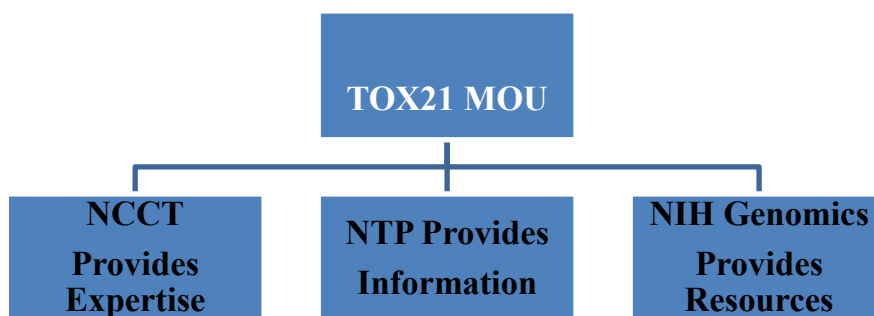 TOX21 MOU
NCCT
Provides
Expertise
NTP Provides
Information
NIH Genomics
Provides
Resources